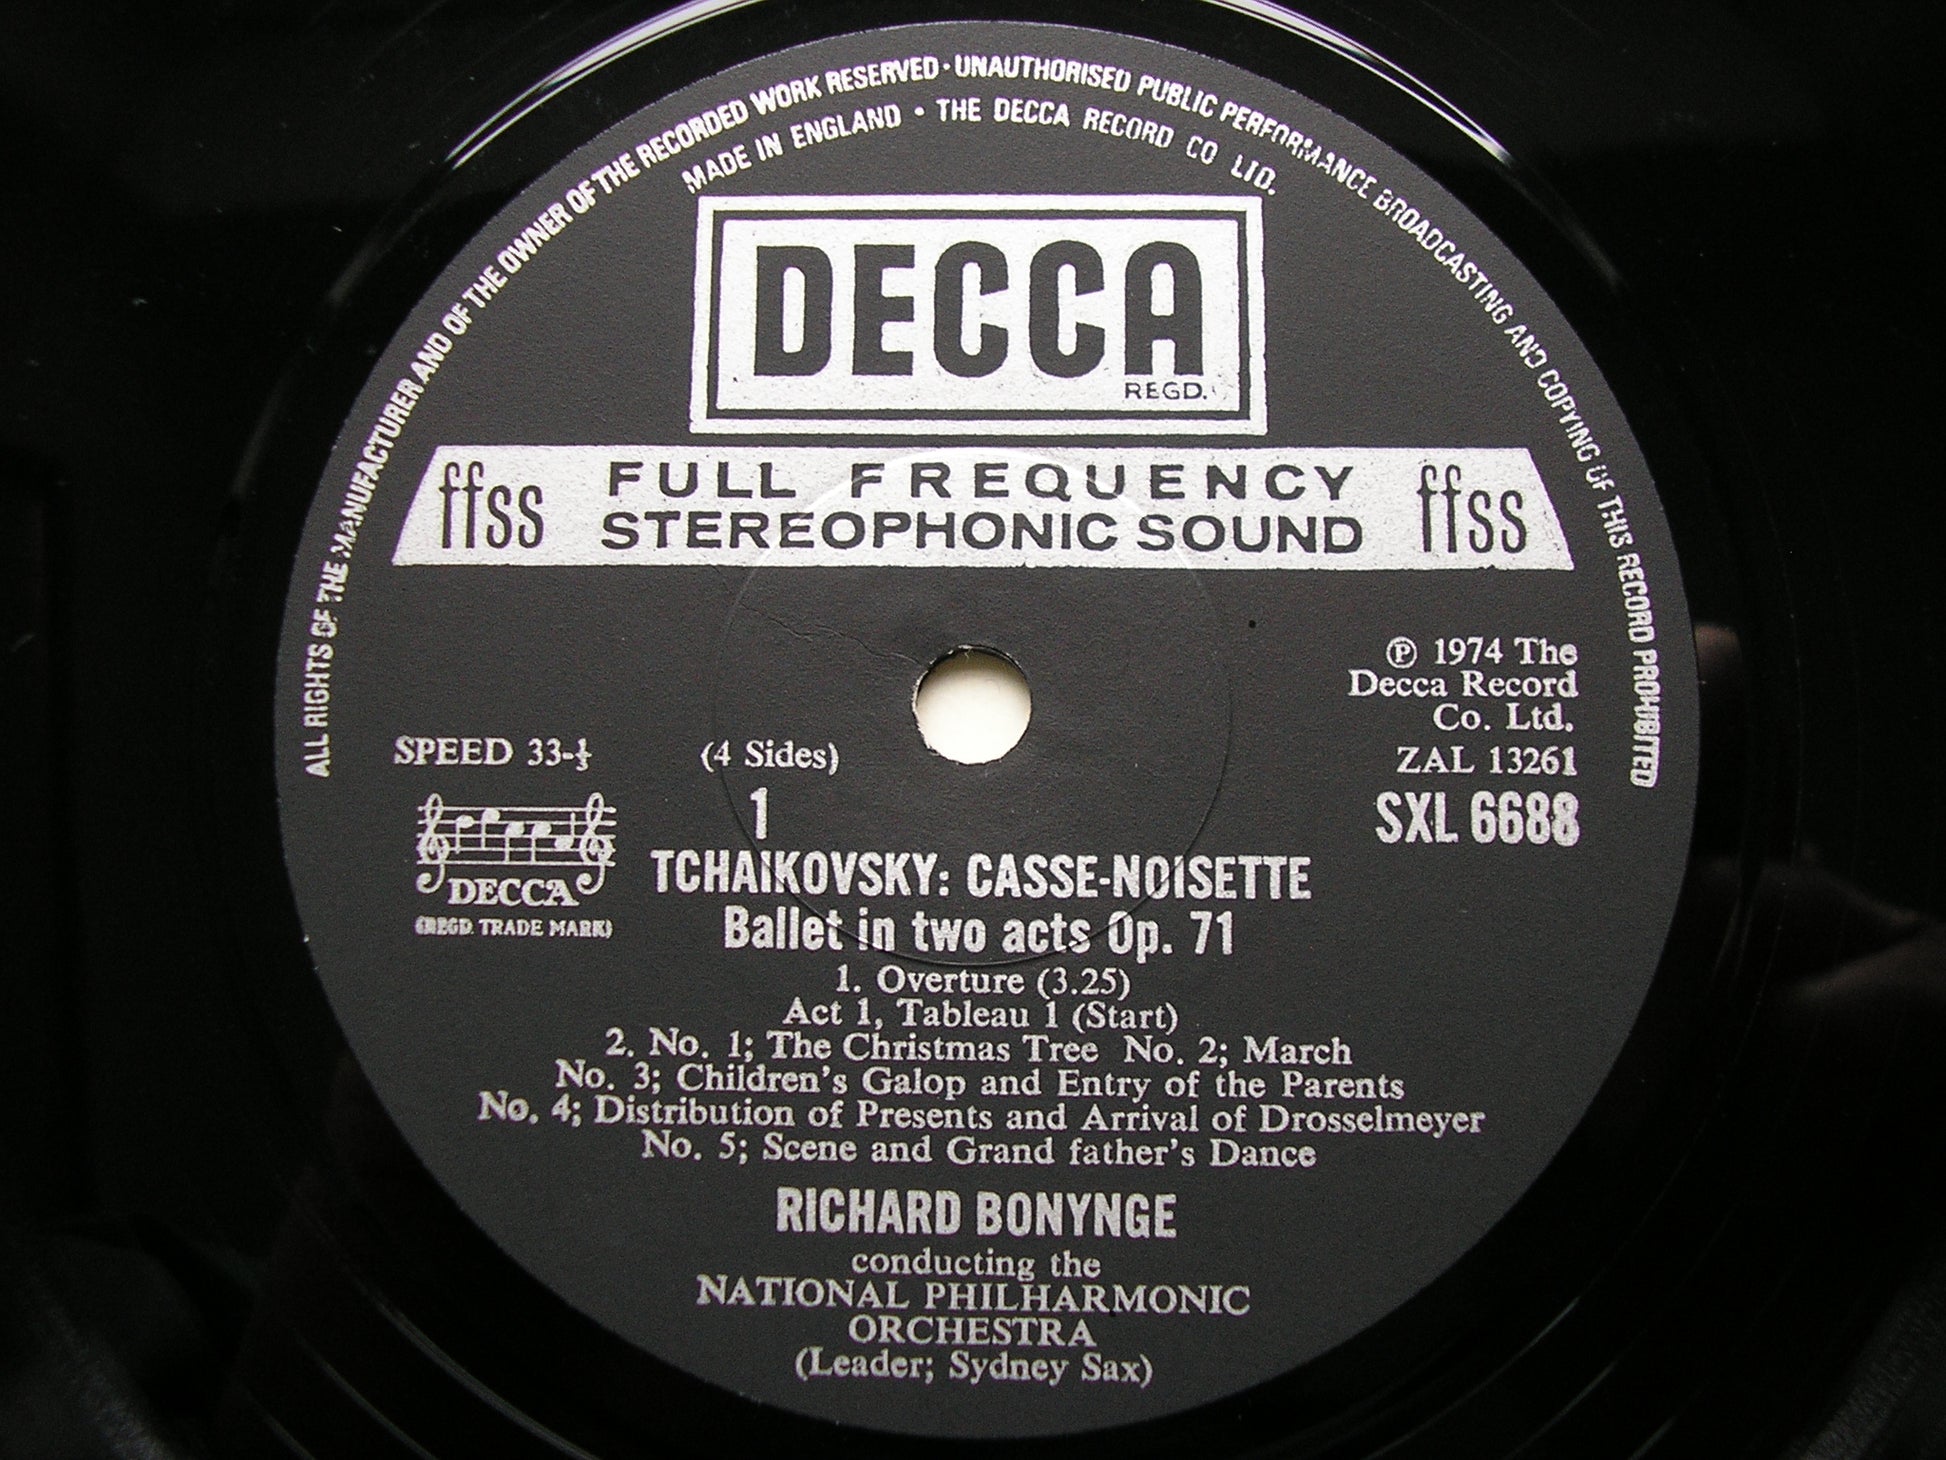 ALL RIGHTS OF THE MANUFACTURER AND OF THE OWNER OF THE RECORDED WORK RESERVED · UNAUTHORISED PUBLIC PERFORMANCE BROADCASTING AND COPYING OF THIS RECORD PROHIBITED
MADE IN ENGLAND • THE DECCA RECORD CO LTD.
DECCA
REGD.
ffss FULL FREQUENCY ffss
STEREOPHONIC SOUND
℗ 1974 The
Decca Record
Co. Ltd.
SPEED 33-⅓ (4 Sides) ZAL 13261
1 SXL 6688
DECCA
(REGD. TRADE MARK)
TCHAIKOVSKY: CASSE-NOISETTE
Ballet in two acts Op. 71
1. Overture (3.25)
Act 1, Tableau 1 (Start)
2. No. 1; The Christmas Tree No. 2; March
No. 3; Children's Galop and Entry of the Parents
No. 4; Distribution of Presents and Arrival of Drosselmeyer
No. 5; Scene and Grand father's Dance
RICHARD BONYNGE
conducting the
NATIONAL PHILHARMONIC
ORCHESTRA
(Leader; Sydney Sax)